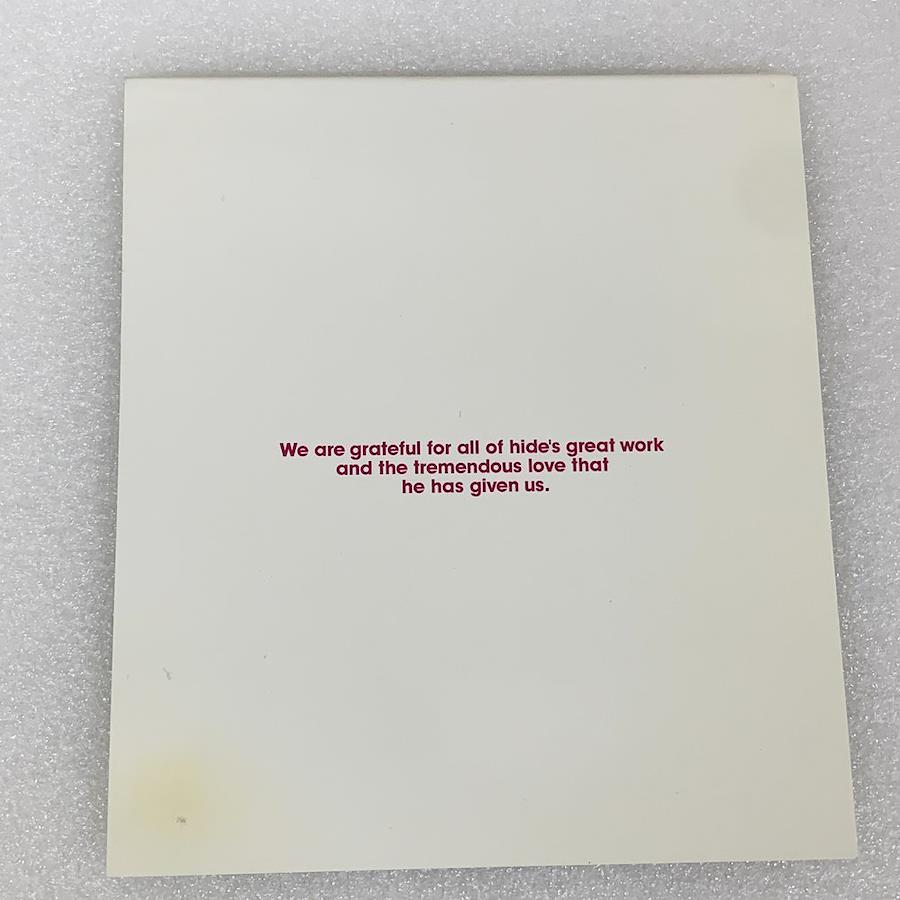 We are grateful for all of hide's great work
and the tremendous love that
he has given us.